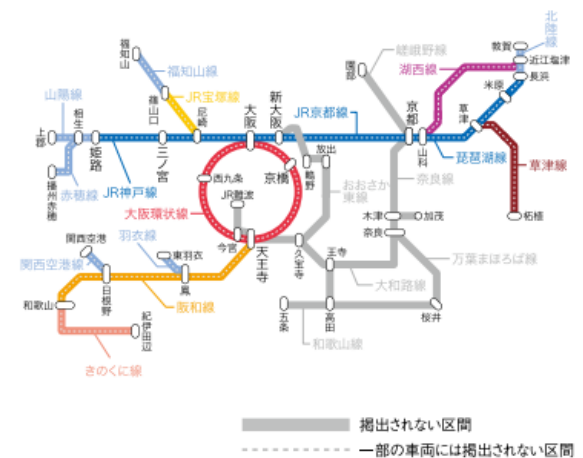 北陸線
敦賀
近江塩津
長浜
米原
福知山
福知山線
篠山口
JR宝塚線
尼崎
大阪
新大阪
JR京都線
園部
嵯峨野線
湖西線
京都
山科
草津
琵琶湖線
草津線
柘植
山陽線
上郡
相生
姫路
播州赤穂
赤穂線
JR神戸線
三ノ宮
西九条
JR難波
京橋
放出
鴫野
おおさか
東線
奈良線
大阪環状線
今宮
天王寺
久宝寺
王寺
木津
加茂
奈良
万葉まほろば線
大和路線
関西空港
関西空港線
羽衣線
東羽衣
日根野
鳳
阪和線
和歌山
紀伊田辺
きのくに線
五条
高田
桜井
和歌山線
掲出されない区間
一部の車両には掲出されない区間